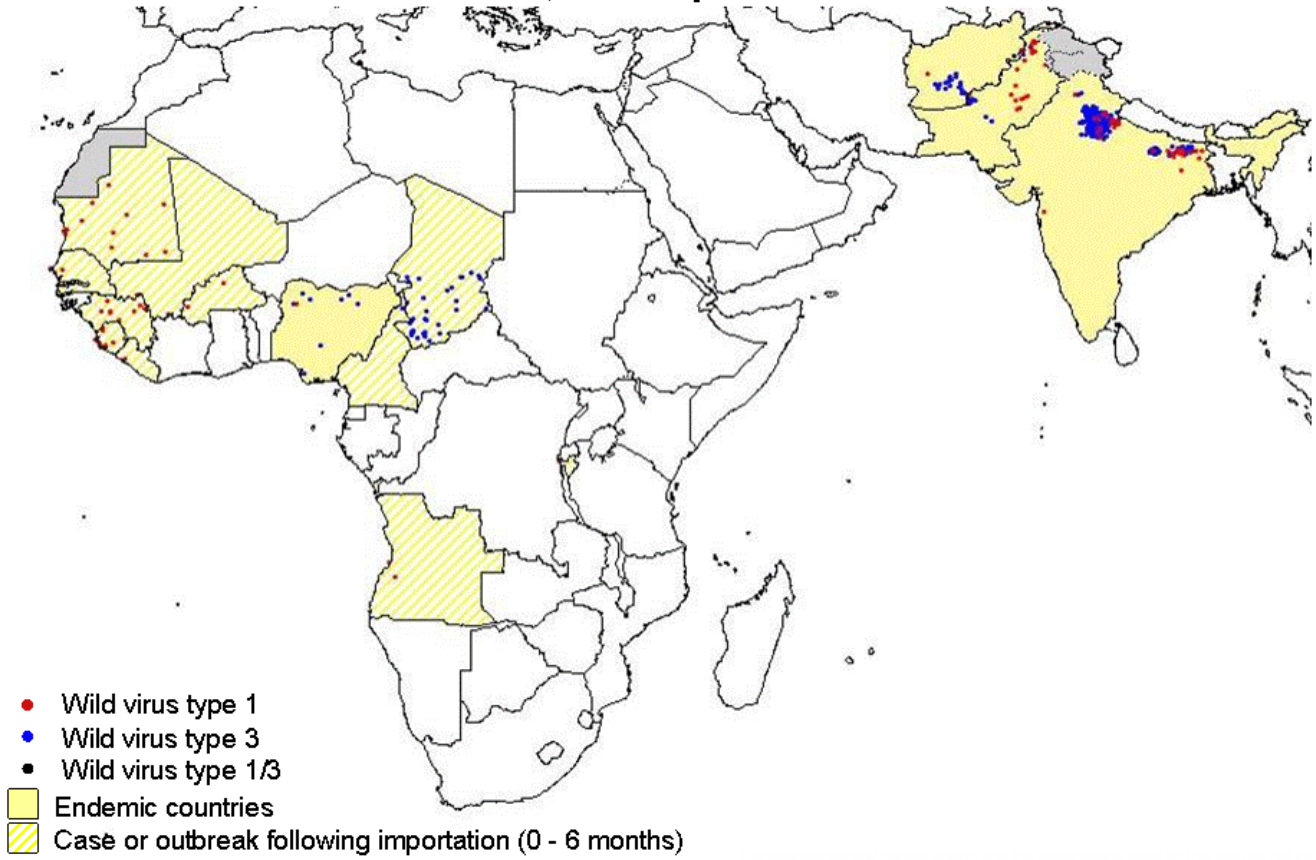 Wild virus type 1
Wild virus type 3
Wild virus type 1/3
Endemic countries
Case or outbreak following importation (0 - 6 months)